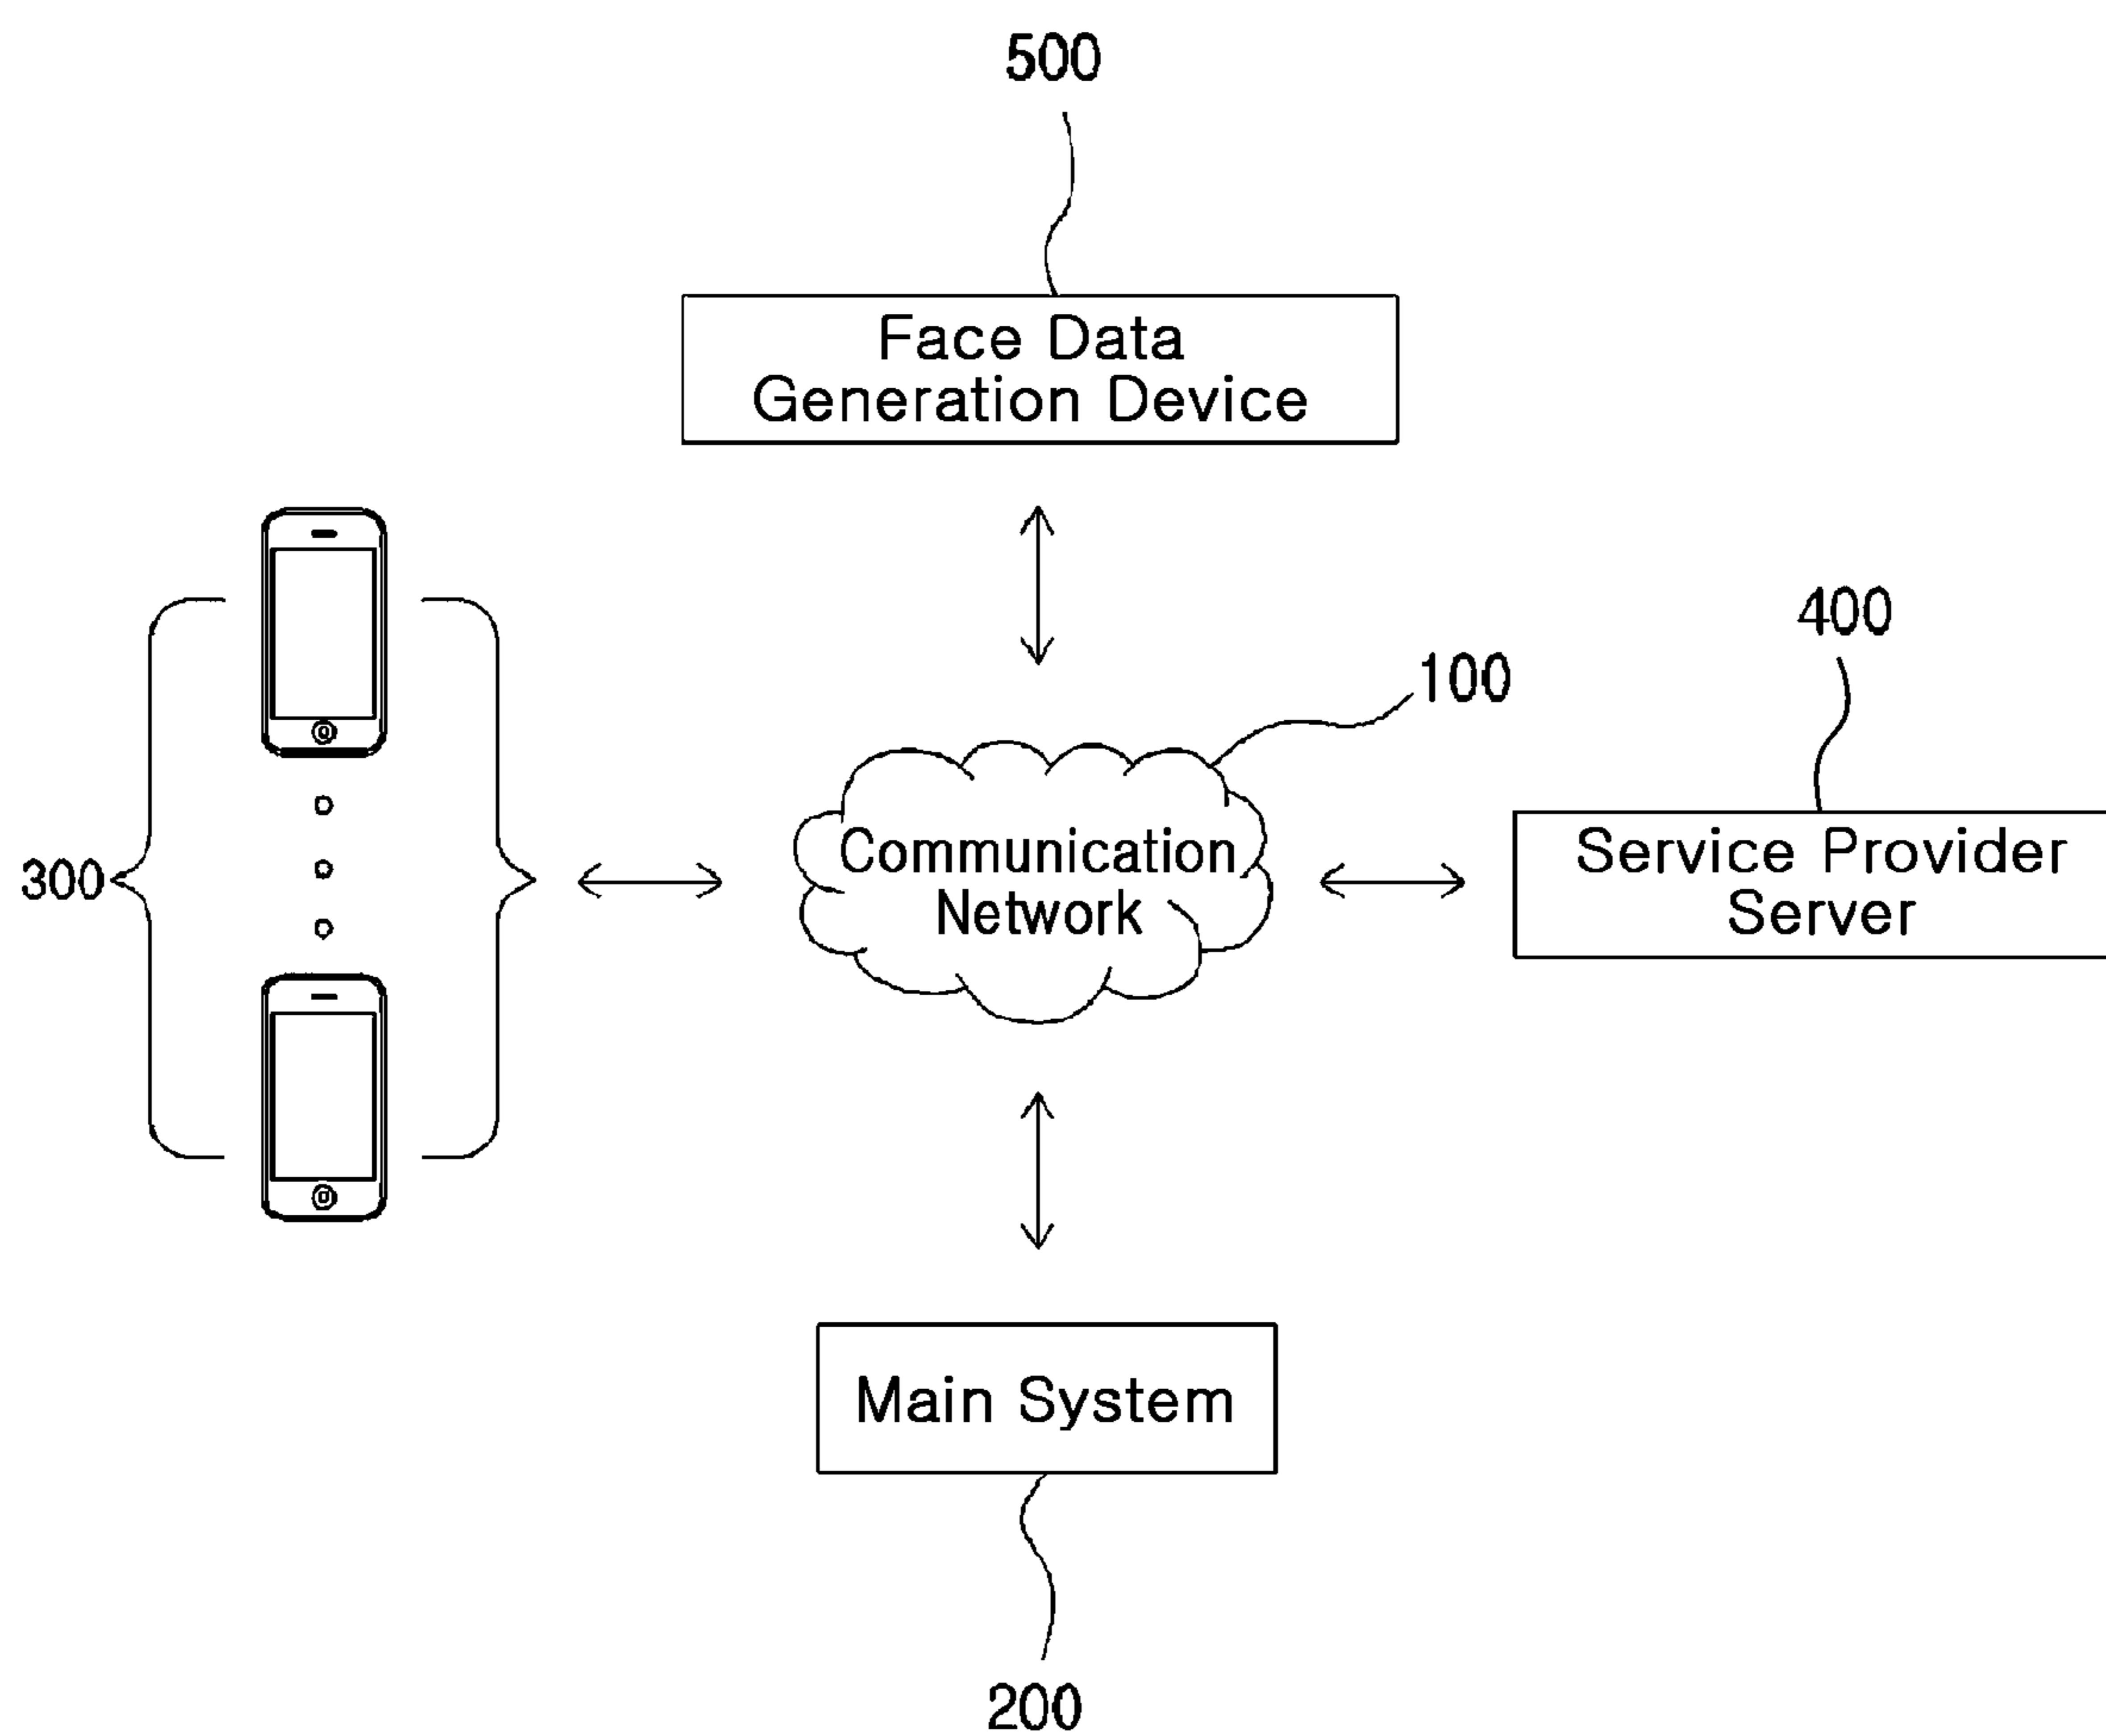 500
Face Data
Generation Device
400
100
Communication
Network
Service Provider
Server
300
Main System
200